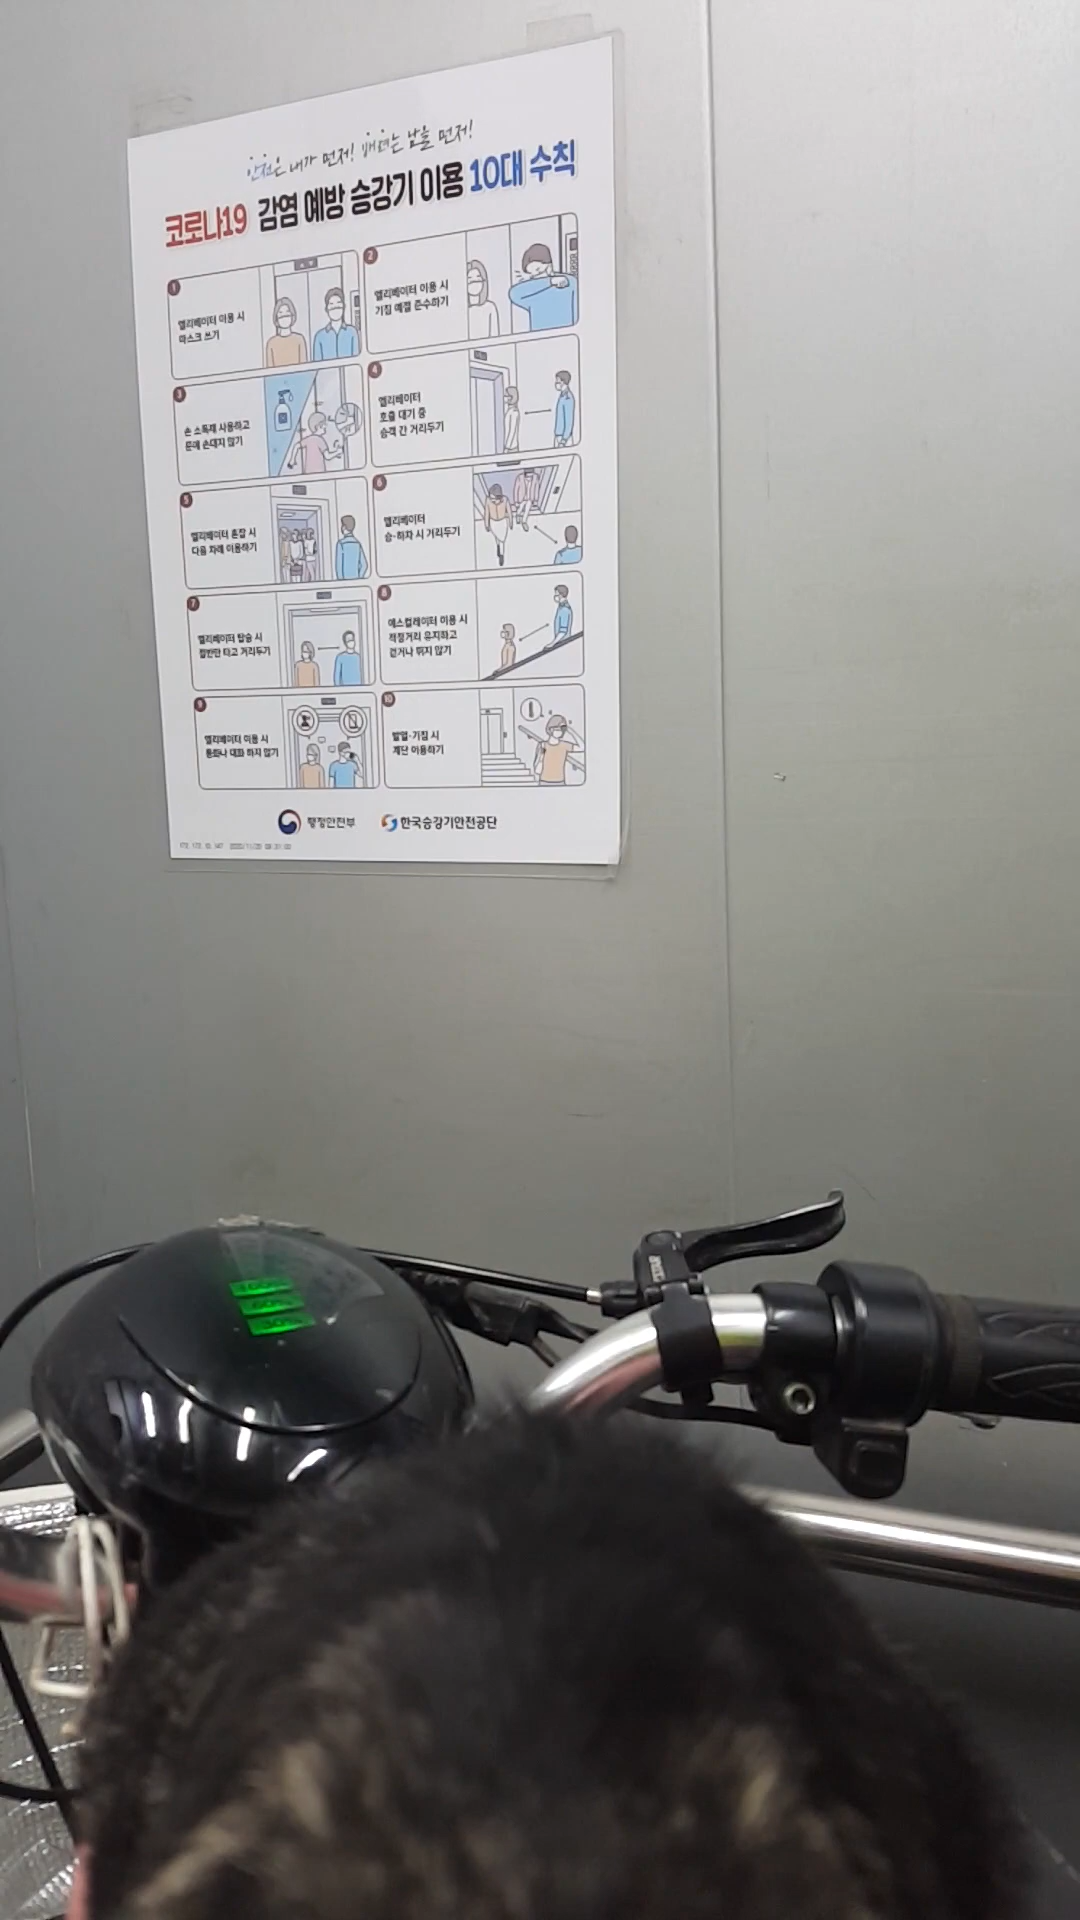 안전은 내가 먼저! 배려는 남을 먼저!
코로나19 감염 예방 승강기 이용 10대 수칙
1
엘리베이터 이용 시
마스크 쓰기
2
엘리베이터 이용 시
기침 예절 준수하기
3
손 소독제 사용하고
문에 손대지 않기
4
엘리베이터
호출 대기 중
승객 간 거리두기
5
엘리베이터 혼잡 시
다음 차례 이용하기
6
엘리베이터
승·하차 시 거리두기
7
엘리베이터 탑승 시
절반만 타고 거리두기
8
에스컬레이터 이용 시
적정거리 유지하고
걷거나 뛰지 않기
9
엘리베이터 이용 시
통화나 대화 하지 않기
10
발열·기침 시
계단 이용하기
행정안전부
한국승강기안전공단
60%
30%